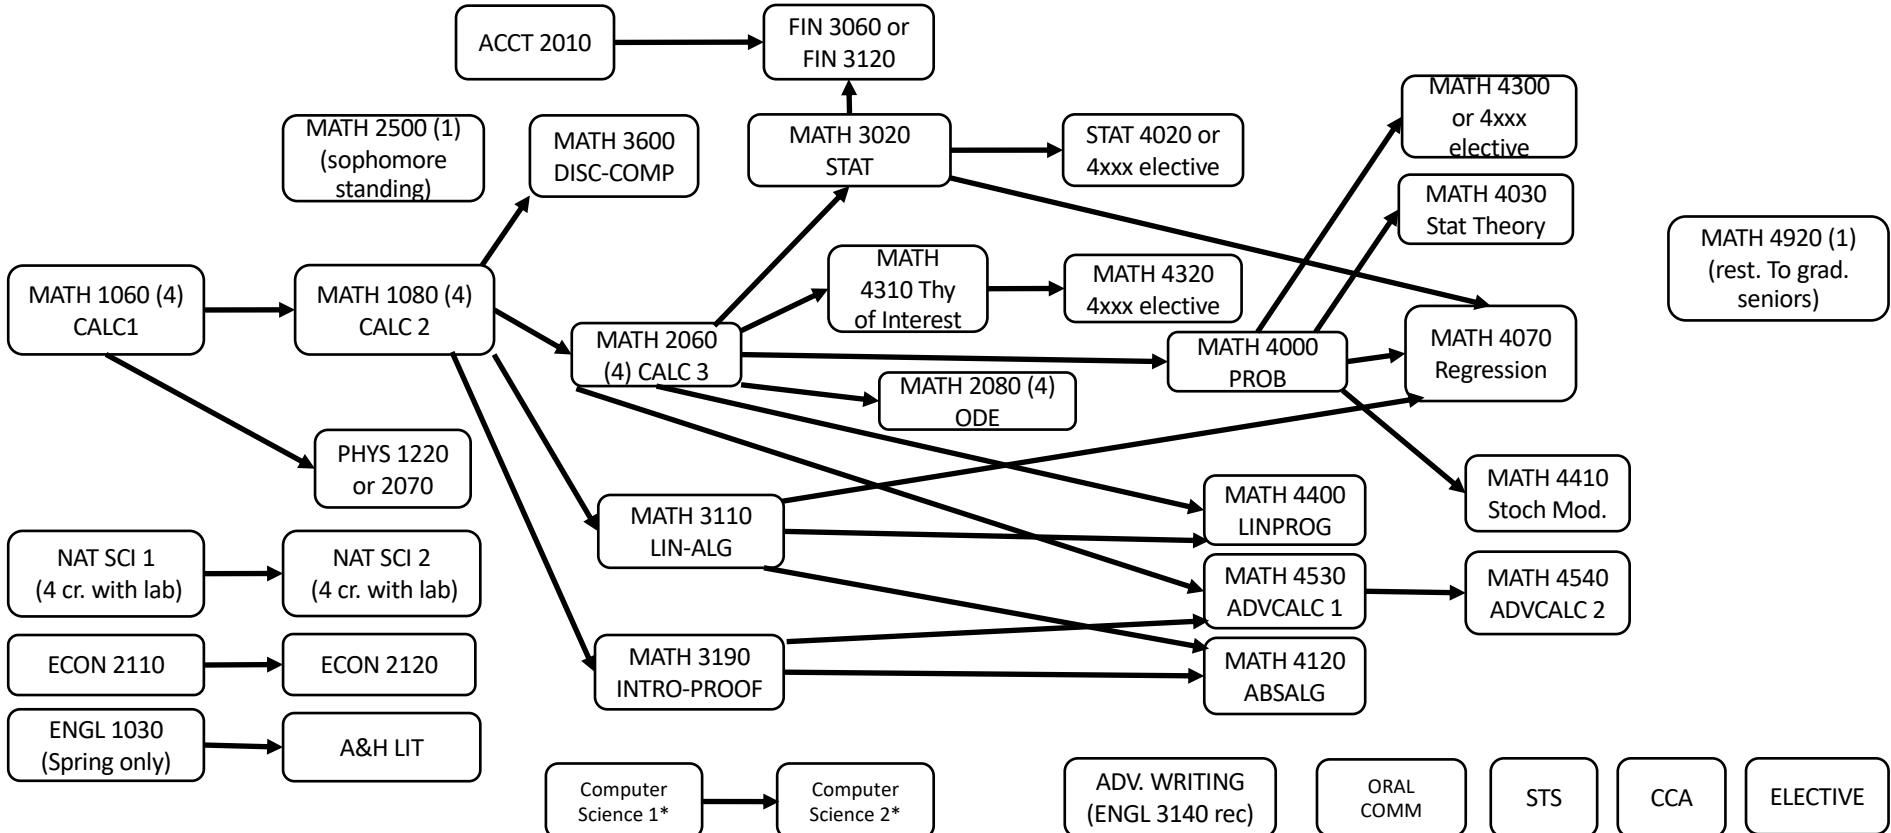 ACCT 2010
FIN 3060 or
FIN 3120
MATH 2500 (1)
(sophomore
standing)
MATH 3600
DISC-COMP
MATH 3020
STAT
STAT 4020 or
4xxx elective
MATH 4300
or 4xxx
elective
MATH 4030
Stat Theory
MATH 4920 (1)
(rest. To grad.
seniors)
MATH 1060 (4)
CALC1
MATH 1080 (4)
CALC 2
MATH
4310 Thy
of Interest
MATH 4320
4xxx elective
MATH 2060
(4) CALC 3
MATH 4000
PROB
MATH 4070
Regression
MATH 2080 (4)
ODE
PHYS 1220
or 2070
MATH 3110
LIN-ALG
MATH 4400
LINPROG
MATH 4410
Stoch Mod.
NAT SCI 1
(4 cr. with lab)
NAT SCI 2
(4 cr. with lab)
MATH 4530
ADVCALC 1
MATH 4540
ADVCALC 2
ECON 2110
ECON 2120
MATH 3190
INTRO-PROOF
MATH 4120
ABSALG
ENGL 1030
(Spring only)
A&H LIT
Computer
Science 1*
Computer
Science 2*
ADV. WRITING
(ENGL 3140 rec)
ORAL
COMM
STS
CCA
ELECTIVE